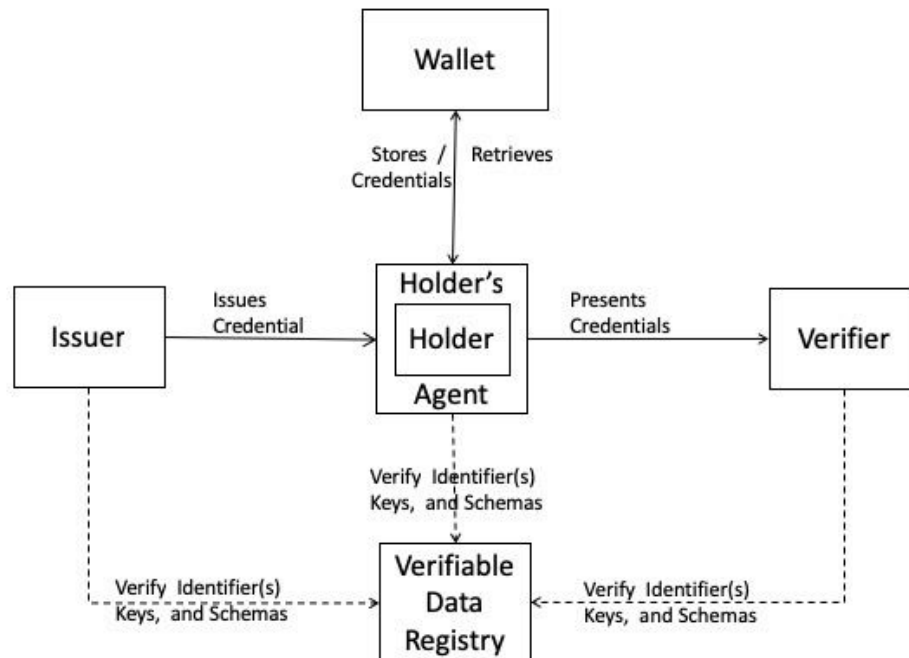 Wallet
Stores / Retrieves
Credentials
Holder's
Issues
Credential
Presents
Credentials
Issuer
Holder
Verifier
Agent
Verify Identifier(s)
Keys, and Schemas
Verifiable
Data
Registry
Verify Identifier(s)
Keys, and Schemas
Verify Identifier(s)
Keys, and Schemas